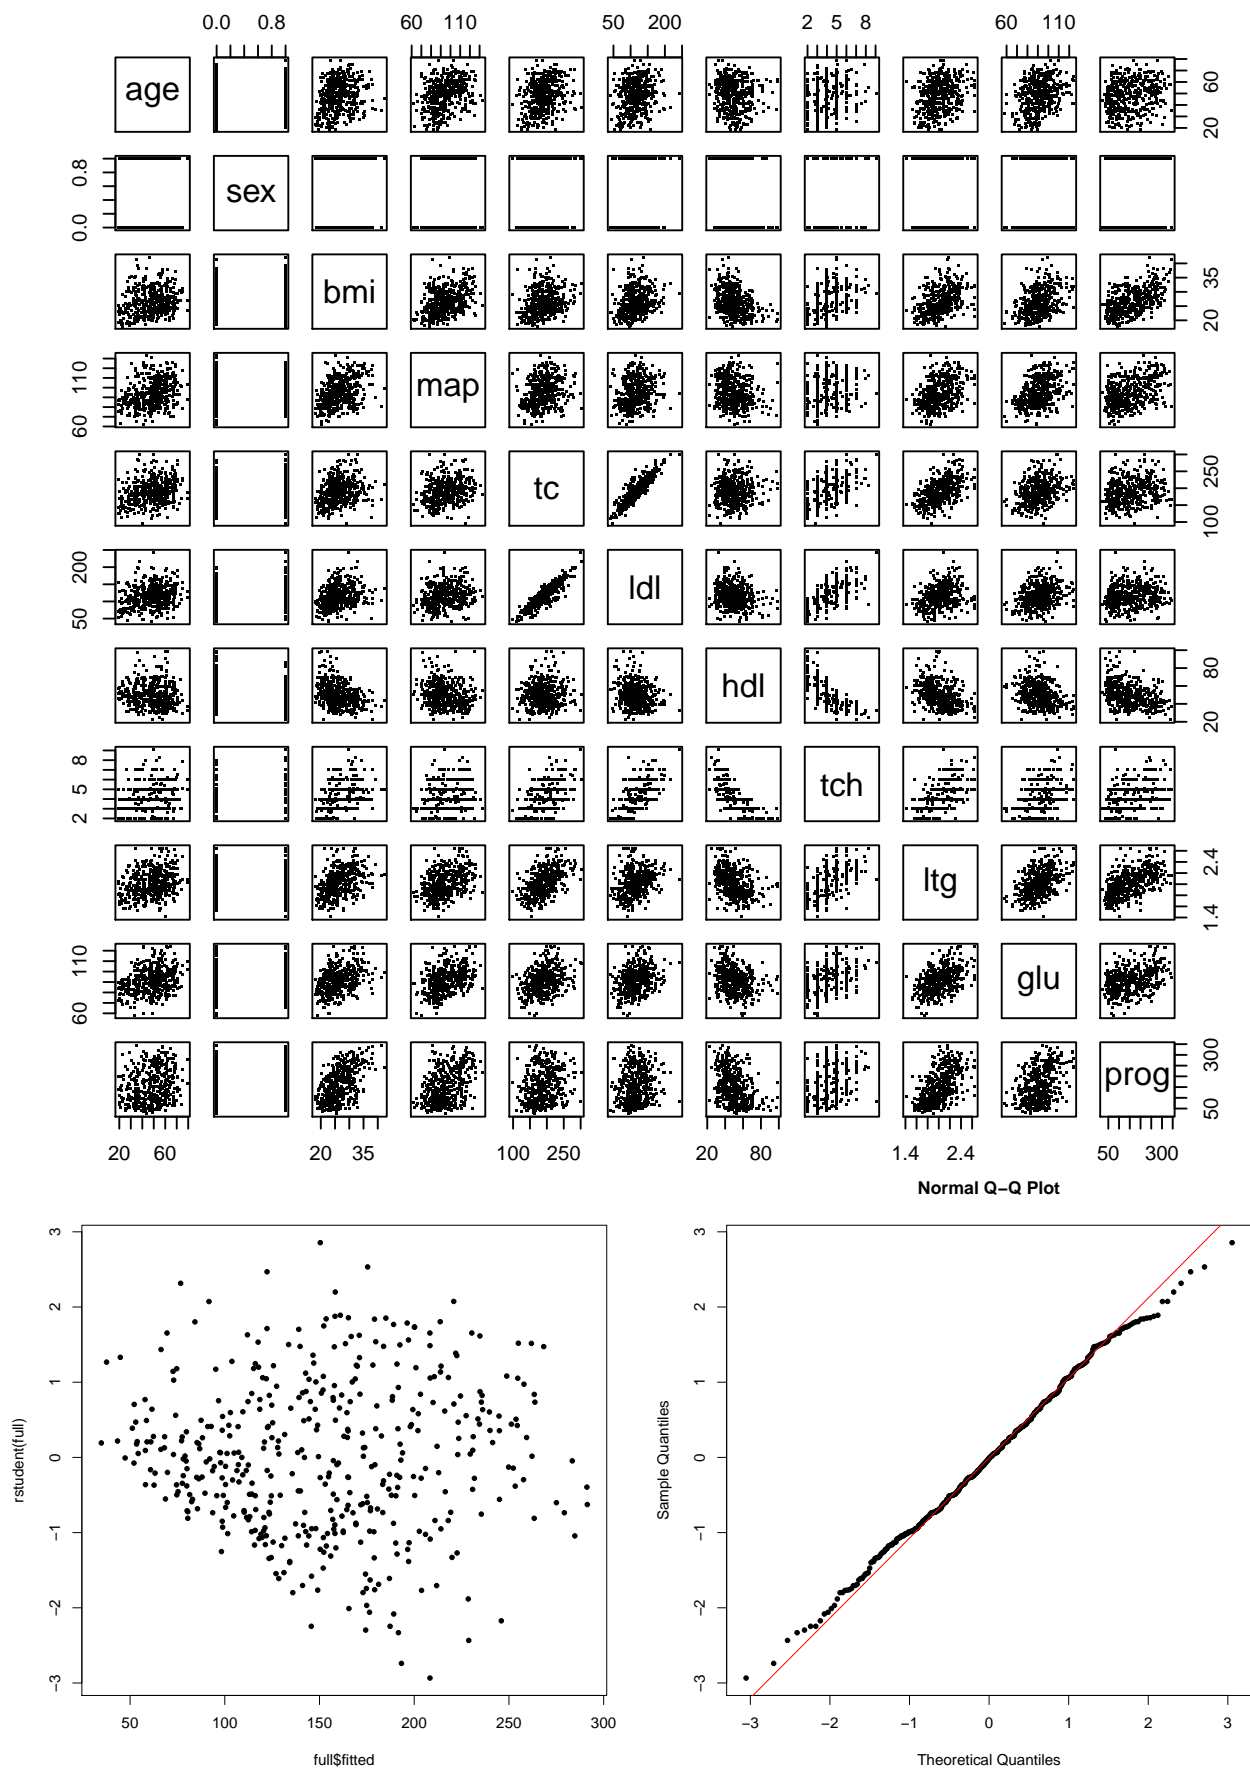 0.0 0.8 60 110 50 200 2 5 8 60 110
age 20 60
0.0 0.8 sex
bmi 20 35
60 110 map
tc 100 250
50 200 ldl
hdl 20 80
2 5 8 tch
ltg 1.4 2.4
60 110 glu
prog 50 300
20 60 20 35 100 250 20 80 1.4 2.4 50 300
rstudent(full)
3
2
1
0
−1
−2
−3
50 100 150 200 250 300
full$fitted
Normal Q−Q Plot
Sample Quantiles
3
2
1
0
−1
−2
−3
−3 −2 −1 0 1 2 3
Theoretical Quantiles